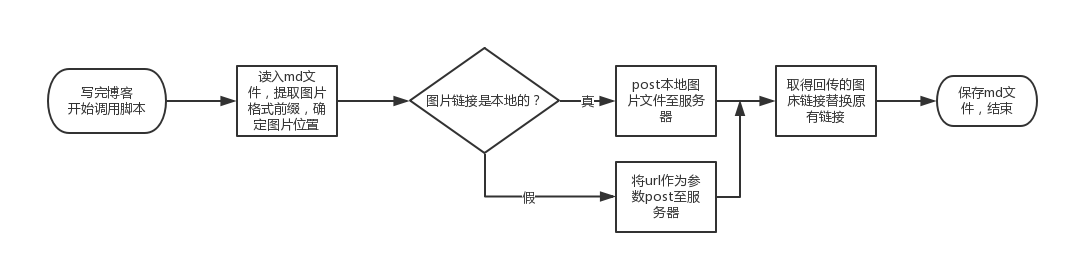 写完博客
开始调用脚本
读入md文
件，提取图片
格式前缀，确
定图片位置
图片链接是本地的？
真
post本地图
片文件至服务
器
取得回传的图
床链接替换原
有链接
保存md文
件，结束
假
将url作为参
数post至服
务器